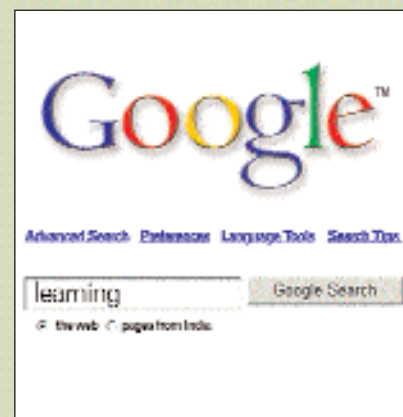 Google™
Advanced Search Preferences Language Tools Search Tips
learning Google Search
the web pages from India